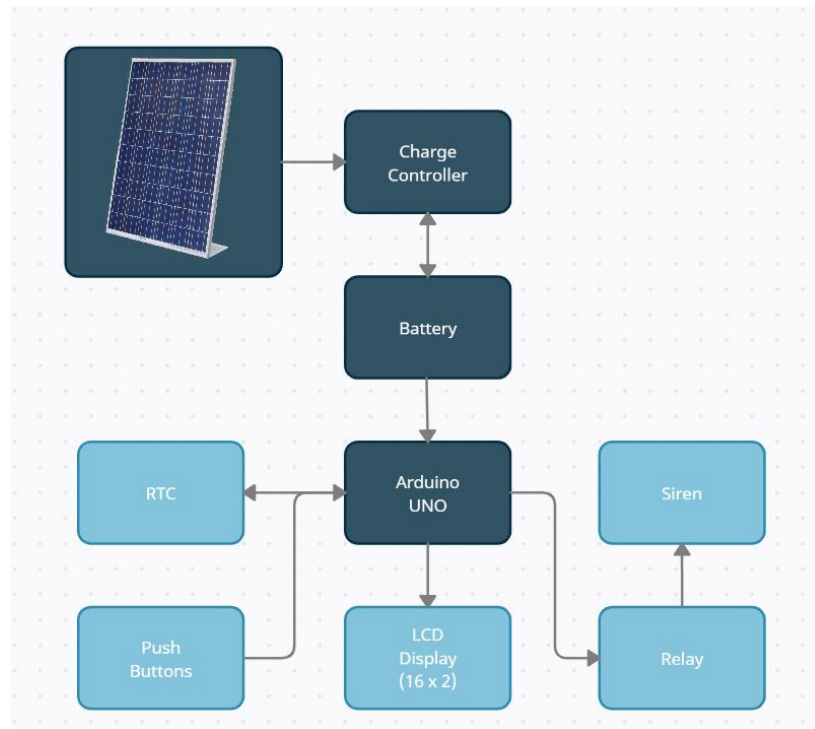 Charge
Controller
Battery
RTC
Arduino
UNO
Siren
Push
Buttons
LCD
Display
(16 x 2)
Relay